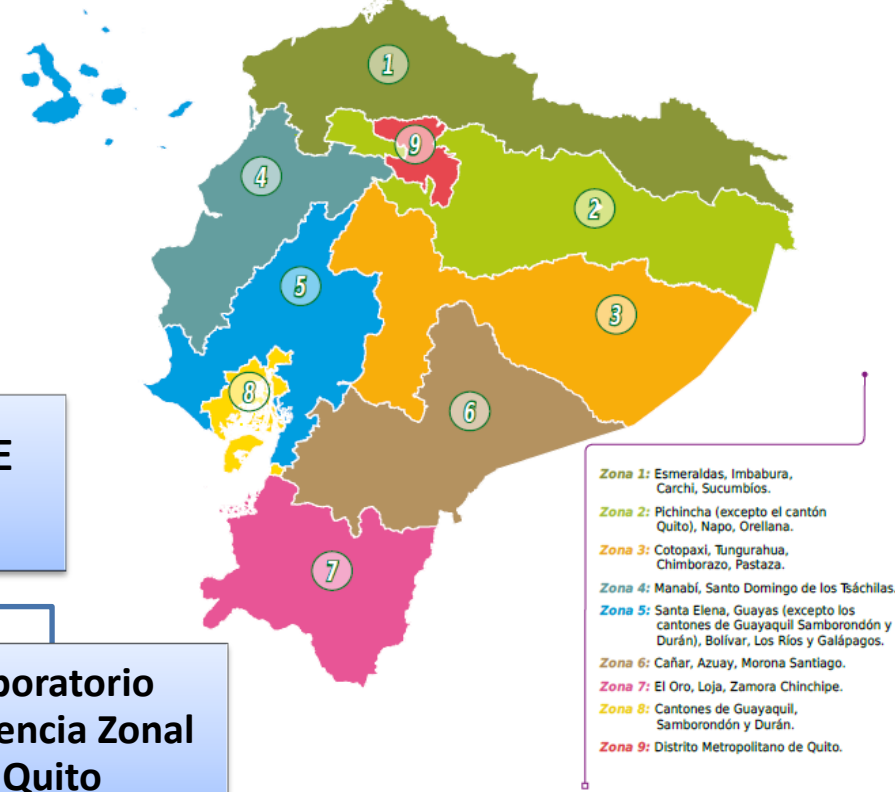 1
9
4
2
5
3
8
6
7
E
boratorio
encia Zonal
Quito
Zona 1: Esmeraldas, Imbabura,
Carchi, Sucumbíos.
Zona 2: Pichincha (excepto el cantón
Quito), Napo, Orellana.
Zona 3: Cotopaxi, Tungurahua,
Chimborazo, Pastaza.
Zona 4: Manabí, Santo Domingo de los Tsáchilas.
Zona 5: Santa Elena, Guayas (excepto los
cantones de Guayaquil Samborondón y
Durán), Bolívar, Los Ríos y Galápagos.
Zona 6: Cañar, Azuay, Morona Santiago.
Zona 7: El Oro, Loja, Zamora Chinchipe.
Zona 8: Cantones de Guayaquil,
Samborondón y Durán.
Zona 9: Distrito Metropolitano de Quito.